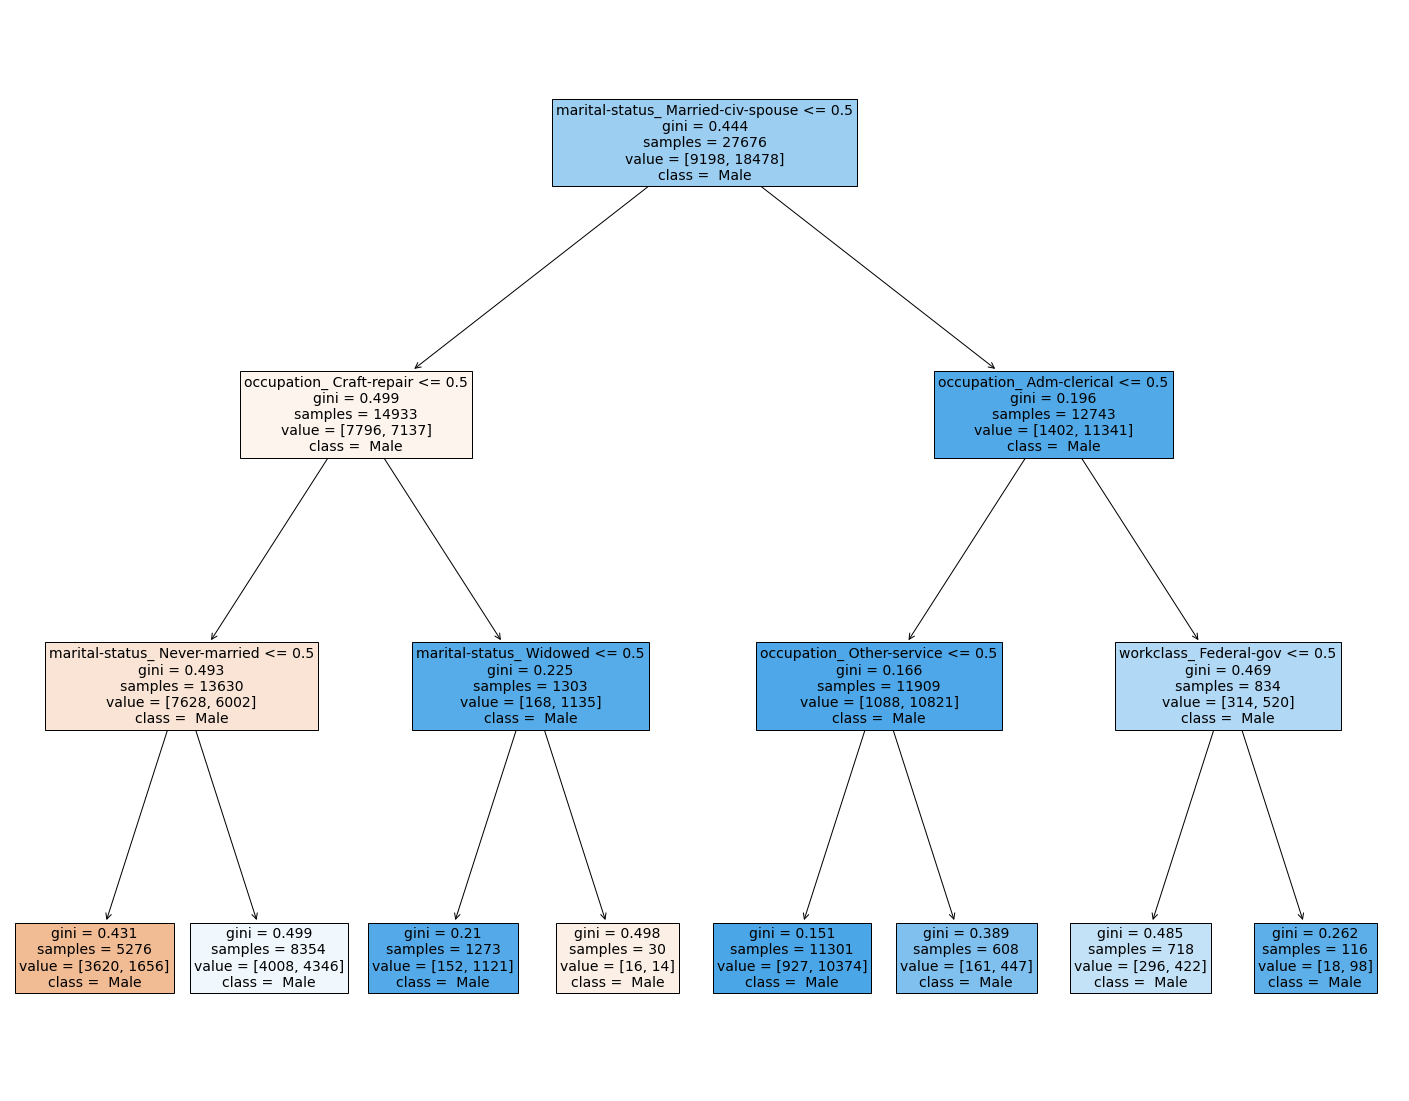 marital-status_ Married-civ-spouse <= 0.5
gini = 0.444
samples = 27676
value = [9198, 18478]
class =  Male
occupation_ Craft-repair <= 0.5
gini = 0.499
samples = 14933
value = [7796, 7137]
class =  Male
occupation_ Adm-clerical <= 0.5
gini = 0.196
samples = 12743
value = [1402, 11341]
class =  Male
marital-status_ Never-married <= 0.5
gini = 0.493
samples = 13630
value = [7628, 6002]
class =  Male
marital-status_ Widowed <= 0.5
gini = 0.225
samples = 1303
value = [168, 1135]
class =  Male
occupation_ Other-service <= 0.5
gini = 0.166
samples = 11909
value = [1088, 10821]
class =  Male
workclass_ Federal-gov <= 0.5
gini = 0.469
samples = 834
value = [314, 520]
class =  Male
gini = 0.431
samples = 5276
value = [3620, 1656]
class =  Male
gini = 0.499
samples = 8354
value = [4008, 4346]
class =  Male
gini = 0.21
samples = 1273
value = [152, 1121]
class =  Male
gini = 0.498
samples = 30
value = [16, 14]
class =  Male
gini = 0.151
samples = 11301
value = [927, 10374]
class =  Male
gini = 0.389
samples = 608
value = [161, 447]
class =  Male
gini = 0.485
samples = 718
value = [296, 422]
class =  Male
gini = 0.262
samples = 116
value = [18, 98]
class =  Male